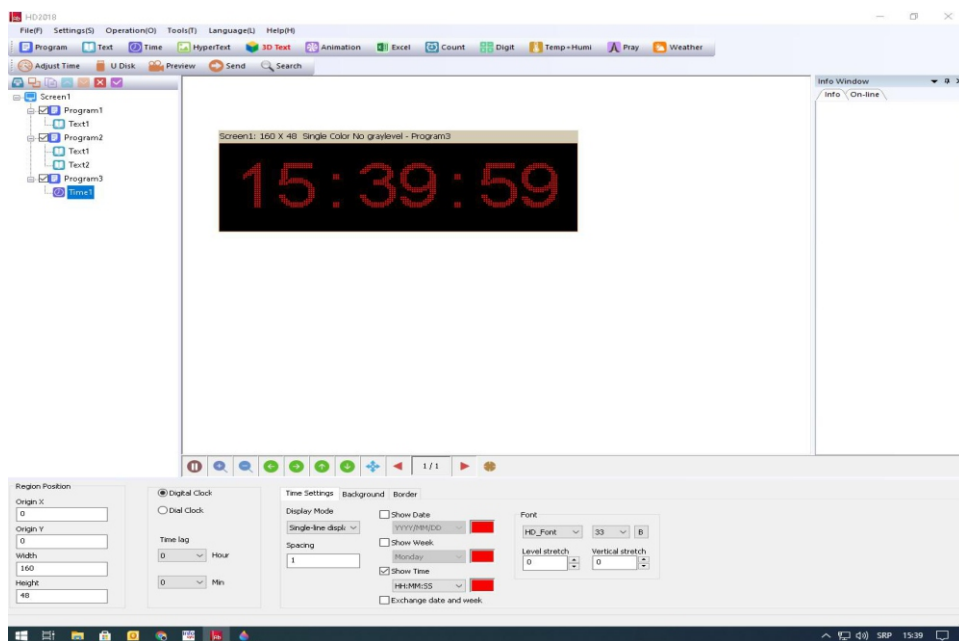 HD2018
File(F) Settings(S) Operation(O) Tools(T) Language(L) Help(H)
Program Text Time HyperText 3D Text Animation Excel Count Digit Temp+Humi Pray Weather
Adjust Time U Disk Preview Send Search
Screen1
Program1
Text1
Program2
Text1
Text2
Program3
Time1
Screen1: 160 X 48 Single Color No graylevel - Program3
15:39:59
Info Window
Info On-line
1/1
Region Position
Origin X
0
Origin Y
0
Width
160
Height
48
Digital Clock
Dial Clock
Time lag
0 Hour
0 Min
Time Settings Background Border
Display Mode
Single-line displ
Spacing
1
Show Date
YYYY/MM/DD
Show Week
Monday
Show Time
HH:MM:SS
Exchange date and week
Font
HD_Font 33 B
Level stretch Vertical stretch
0 0
SRP 15:39